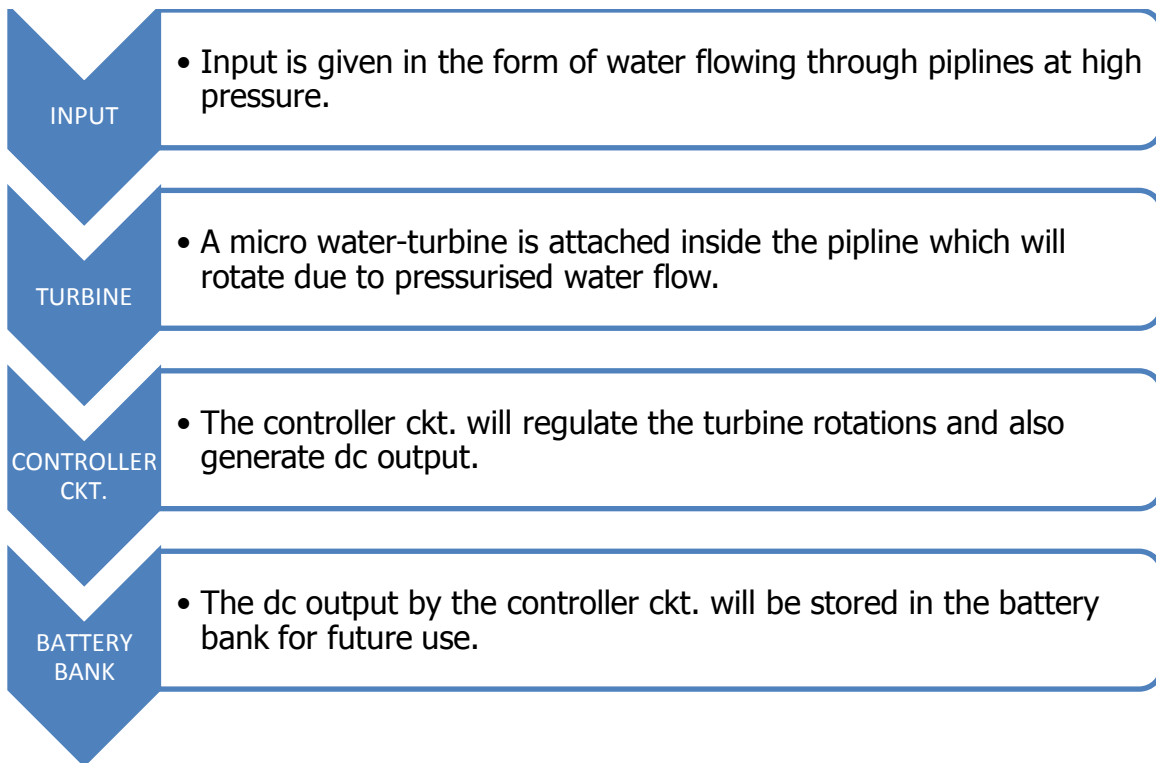 INPUT
• Input is given in the form of water flowing through piplines at high
pressure.
TURBINE
• A micro water-turbine is attached inside the pipline which will
rotate due to pressurised water flow.
CONTROLLER
CKT.
• The controller ckt. will regulate the turbine rotations and also
generate dc output.
BATTERY
BANK
• The dc output by the controller ckt. will be stored in the battery
bank for future use.